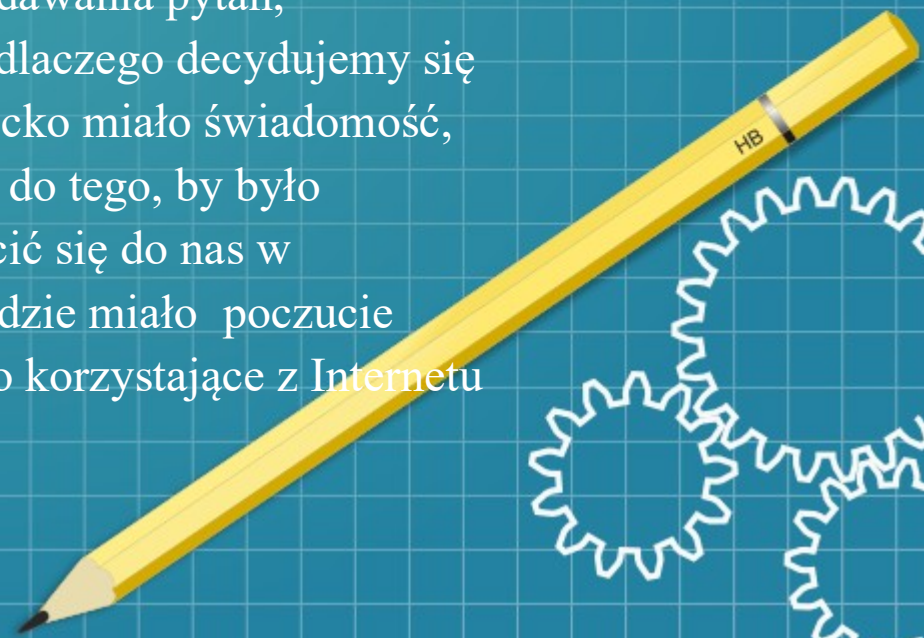 dawania pytań,
dlaczego decydujemy się
cko miało świadomość,
do tego, by było
cić się do nas w
dzie miało poczucie
o korzystające z Internetu
HB